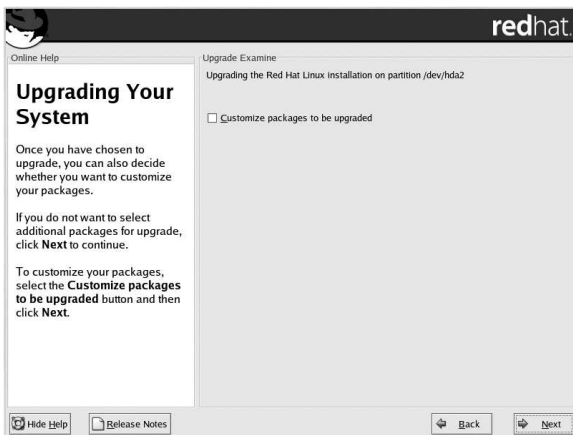 redhat.
Online Help
Upgrading Your
System
Once you have chosen to
upgrade, you can also decide
whether you want to customize
your packages.
If you do not want to select
additional packages for upgrade,
click Next to continue.
To customize your packages,
select the Customize packages
to be upgraded button and then
click Next.
Upgrade Examine
Upgrading the Red Hat Linux installation on partition /dev/hda2
Customize packages to be upgraded
Hide Help
Release Notes
Back
Next